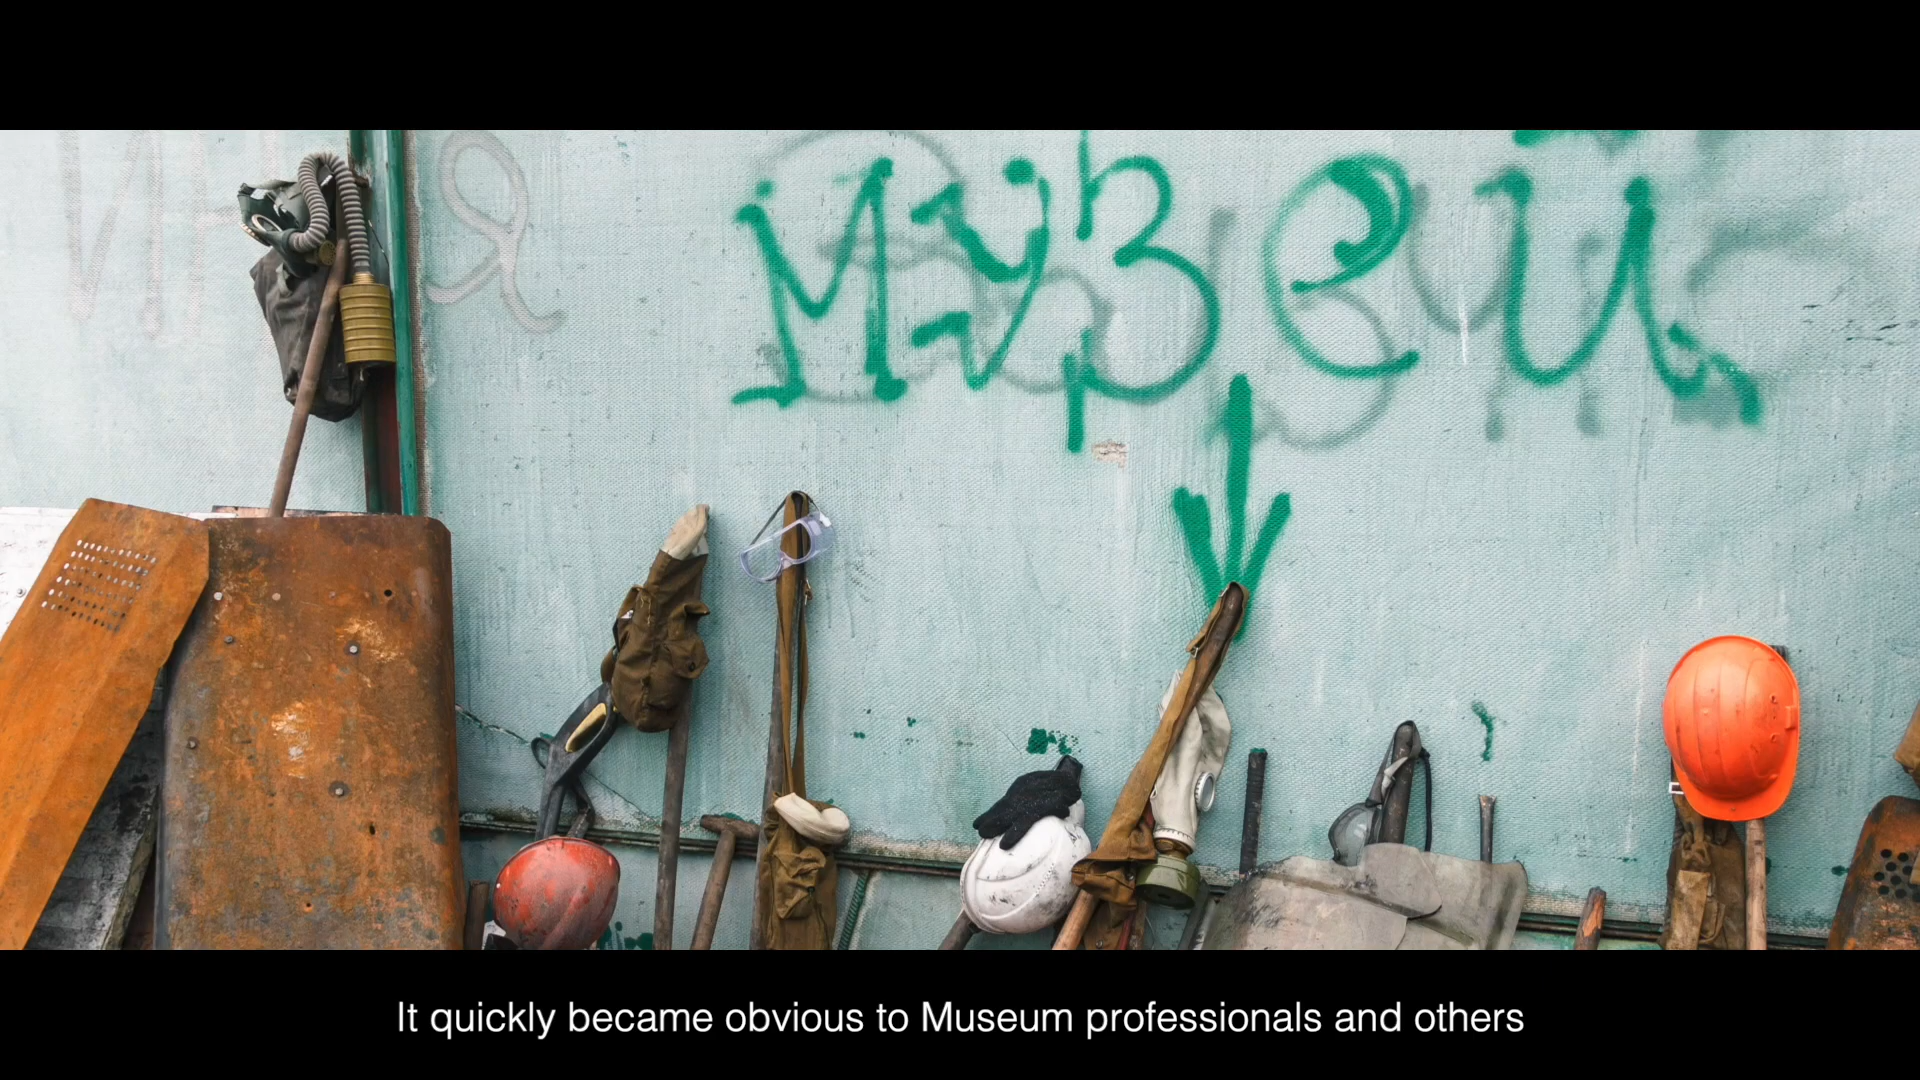 Музей
It quickly became obvious to Museum professionals and others